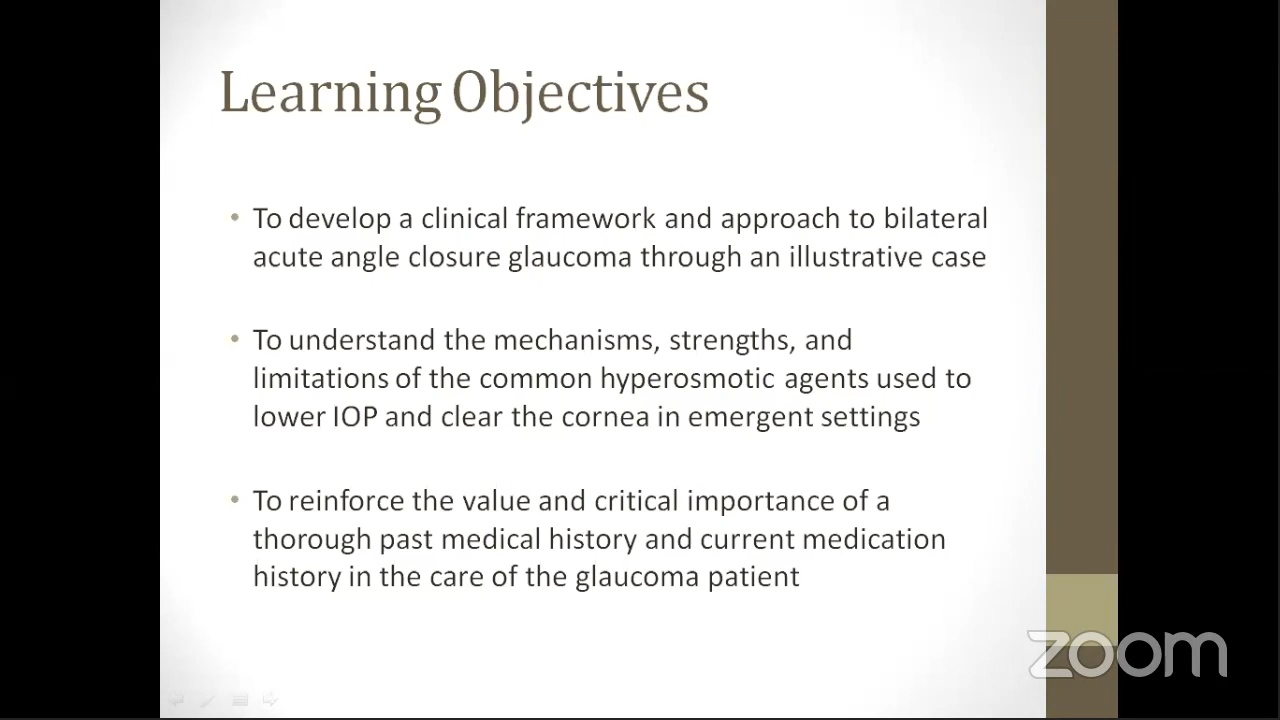 Learning Objectives
• To develop a clinical framework and approach to bilateral
acute angle closure glaucoma through an illustrative case
• To understand the mechanisms, strengths, and
limitations of the common hyperosmotic agents used to
lower IOP and clear the cornea in emergent settings
• To reinforce the value and critical importance of a
thorough past medical history and current medication
history in the care of the glaucoma patient
zoom